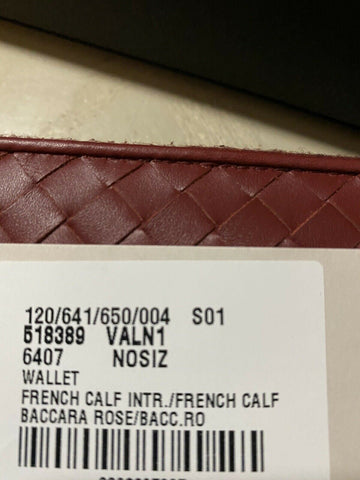 120/641/650/004 S01
518389 VALN1
6407 NOSIZ
WALLET
FRENCH CALF INTR./FRENCH CALF
BACCARA ROSE/BACC.RO